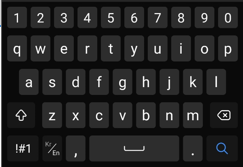 1 2 3 4 5 6 7 8 9 0
q w e r t y u i o p
a s d f g h j k l
z x c v b n m
!#1 Kr/En , .